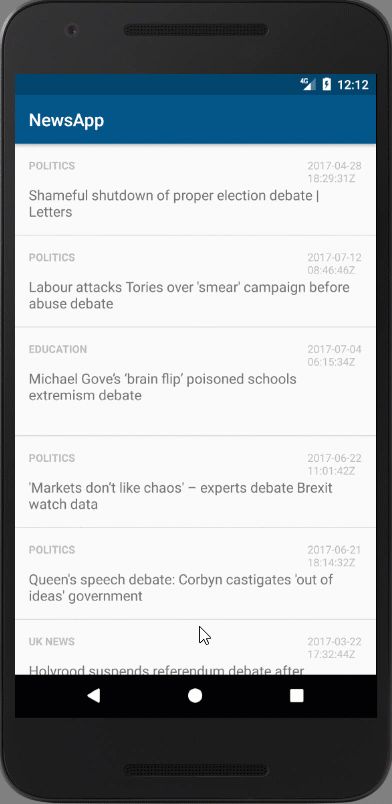 4G 12:12
NewsApp
POLITICS 2017-04-28
18:29:31Z
Shameful shutdown of proper election debate |
Letters
POLITICS 2017-07-12
08:46:46Z
Labour attacks Tories over 'smear' campaign before
abuse debate
EDUCATION 2017-07-04
06:15:34Z
Michael Gove’s ‘brain flip’ poisoned schools
extremism debate
POLITICS 2017-06-22
11:01:42Z
'Markets don’t like chaos' – experts debate Brexit
watch data
POLITICS 2017-06-21
18:14:32Z
Queen's speech debate: Corbyn castigates 'out of
ideas' government
UK NEWS 2017-03-22
17:32:44Z
Holyrood suspends referendum debate after